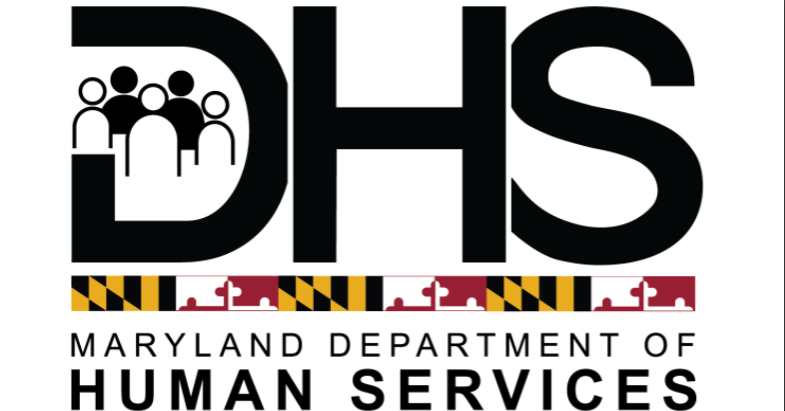 DHS
MARYLAND DEPARTMENT OF
HUMAN SERVICES